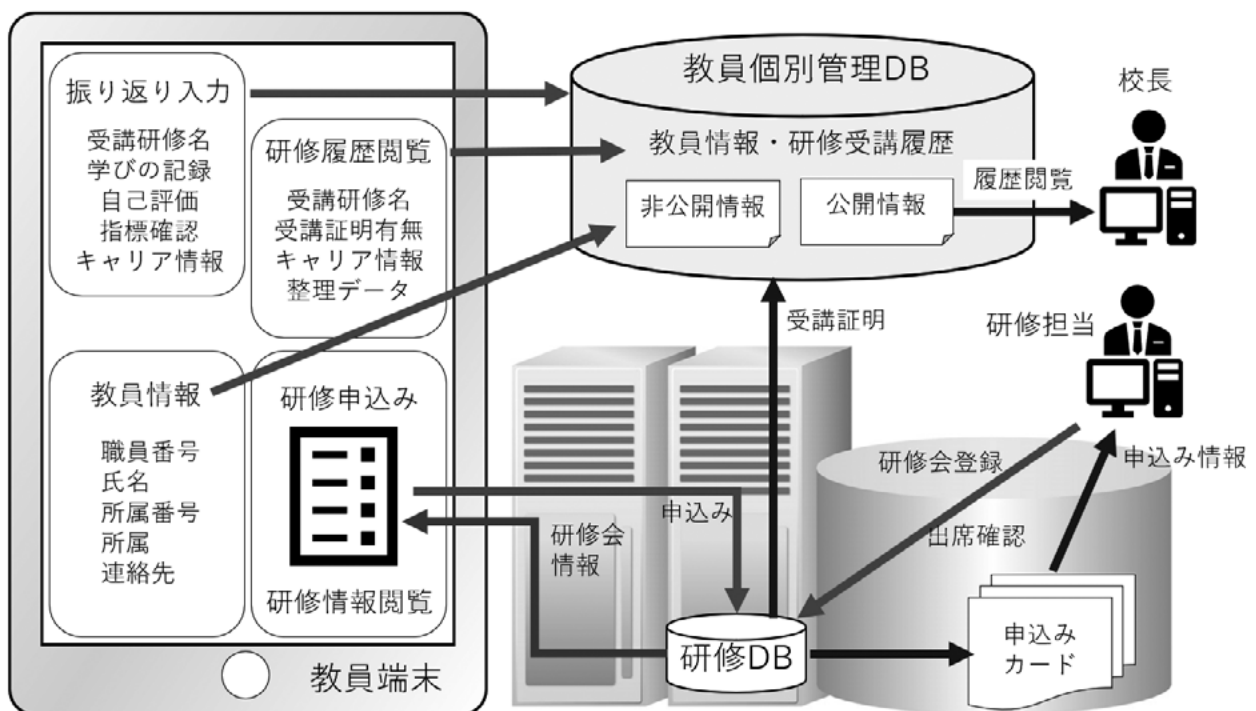 振り返り入力
受講研修名
学びの記録
自己評価
指標確認
キャリア情報
研修履歴閲覧
受講研修名
受講証明有無
キャリア情報
整理データ
教員情報
職員番号
氏名
所属番号
所属
連絡先
研修申込み
研修情報閲覧
教員端末
教員個別管理DB
教員情報・研修受講履歴
非公開情報
公開情報
履歴閲覧
校長
受講証明
研修担当
研修会登録
申込み情報
申込み
出席確認
研修会
情報
研修DB
申込み
カード